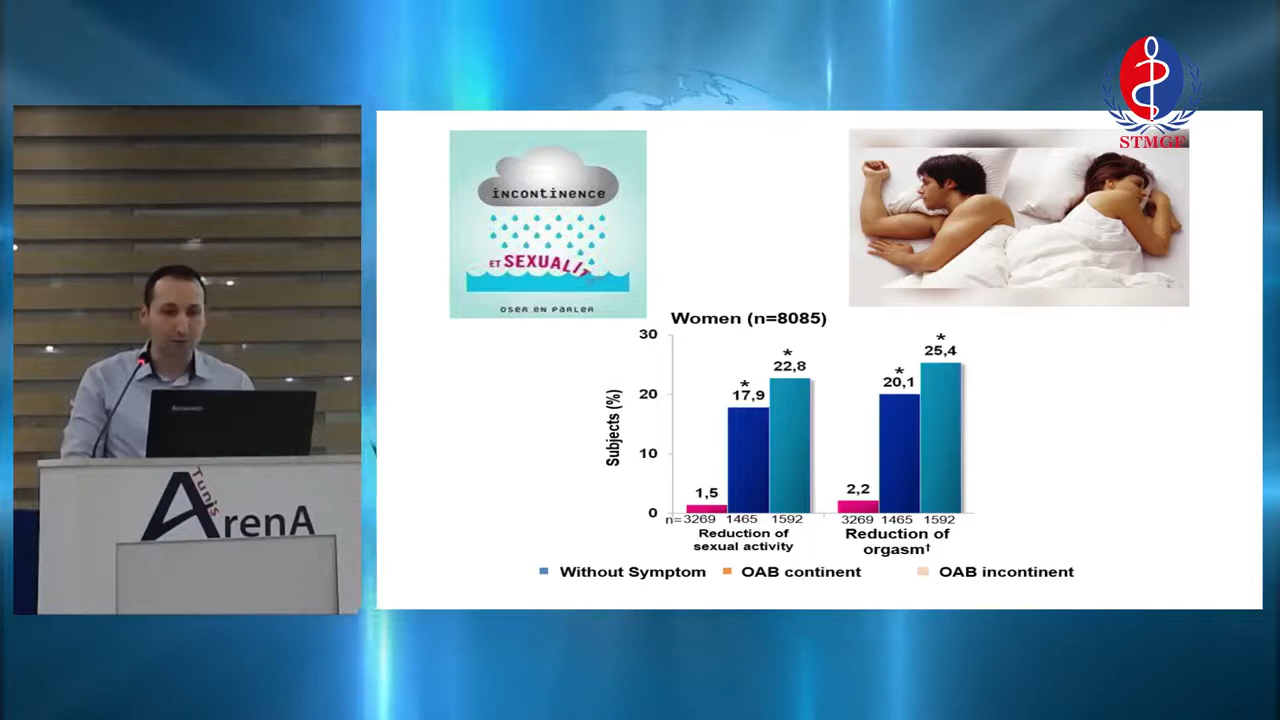 STMGF
incontinence
ET SEXUALIT
OSER EN PARLER
Women (n=8085)
Subjects (%)
30
20
10
0
1,5
*
17,9
*
22,8
2,2
*
20,1
*
25,4
n=3269 1465 1592
3269 1465 1592
Reduction of
sexual activity
Reduction of
orgasm†
Without Symptom OAB continent OAB incontinent
Lenovo
Tunis
ArenA